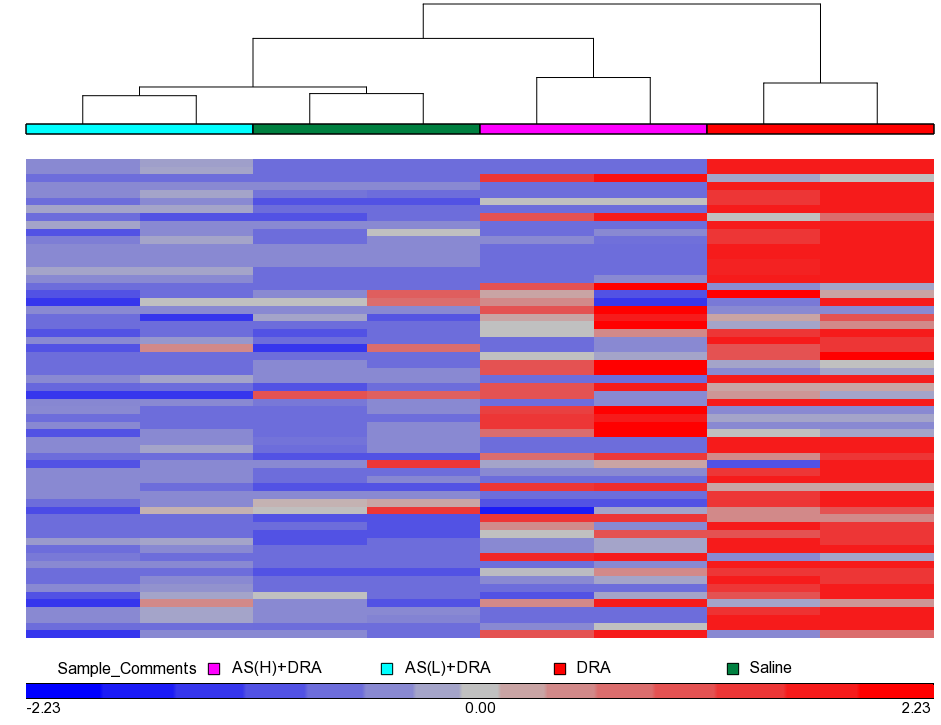 Sample_Comments AS(H)+DRA AS(L)+DRA DRA Saline
-2.23 0.00 2.23